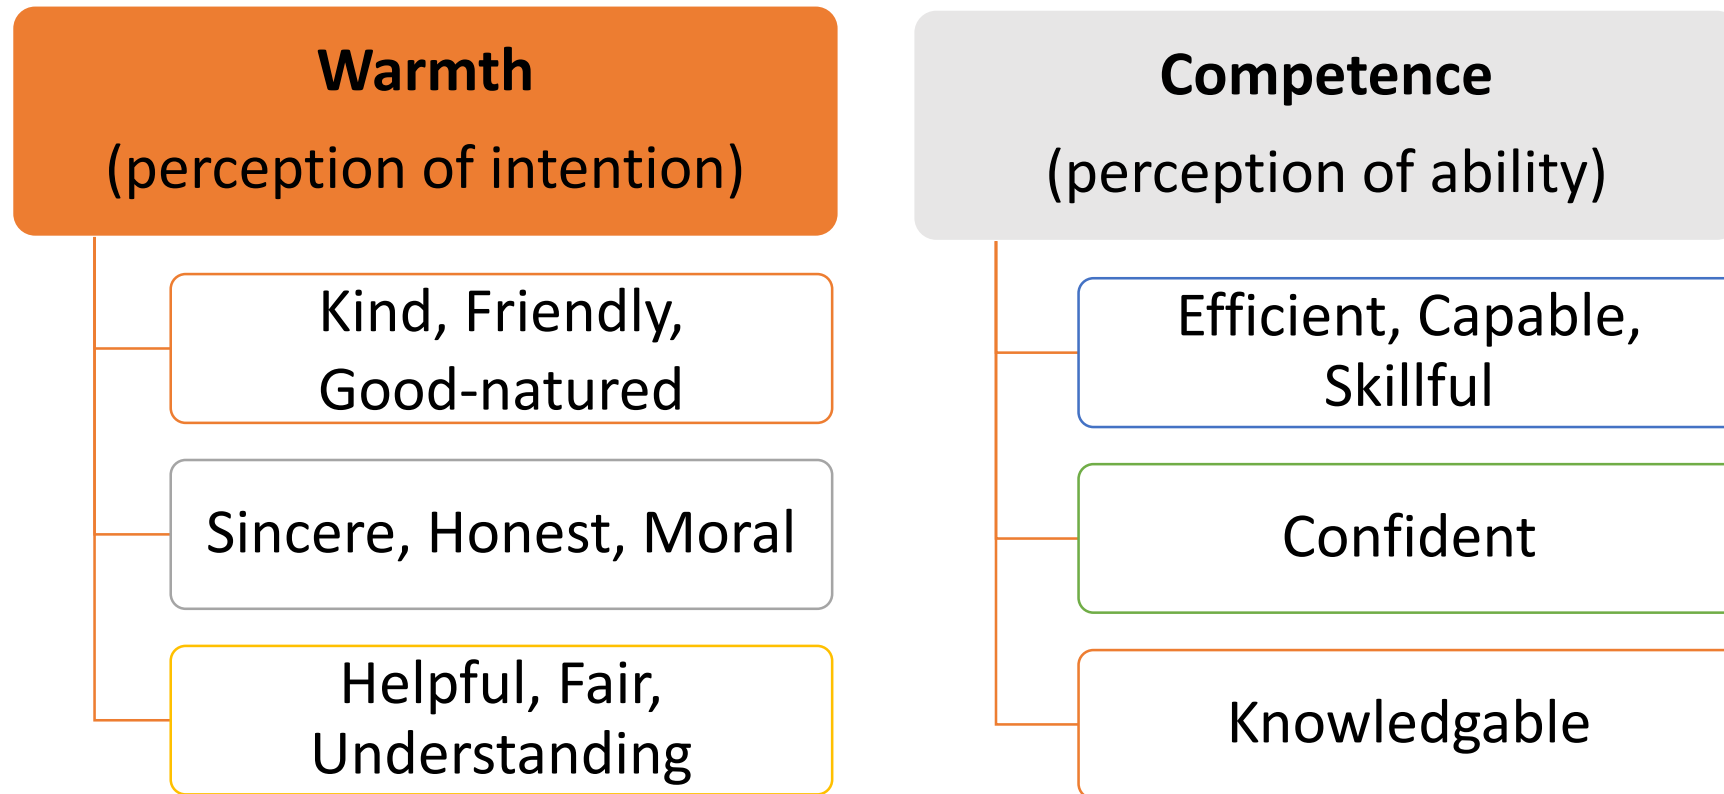 Warmth
(perception of intention)
Kind, Friendly,
Good-natured
Sincere, Honest, Moral
Helpful, Fair,
Understanding
Competence
(perception of ability)
Efficient, Capable,
Skillful
Confident
Knowledgable